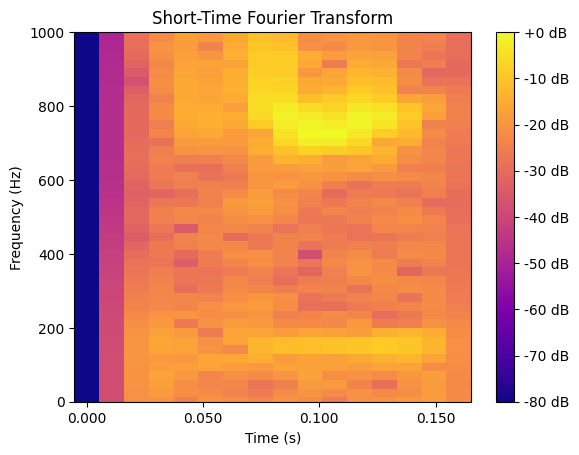 Short-Time Fourier Transform
1000
800
600
400
200
0
Frequency (Hz)
0.000
0.050
0.100
0.150
Time (s)
+0 dB
-10 dB
-20 dB
-30 dB
-40 dB
-50 dB
-60 dB
-70 dB
-80 dB